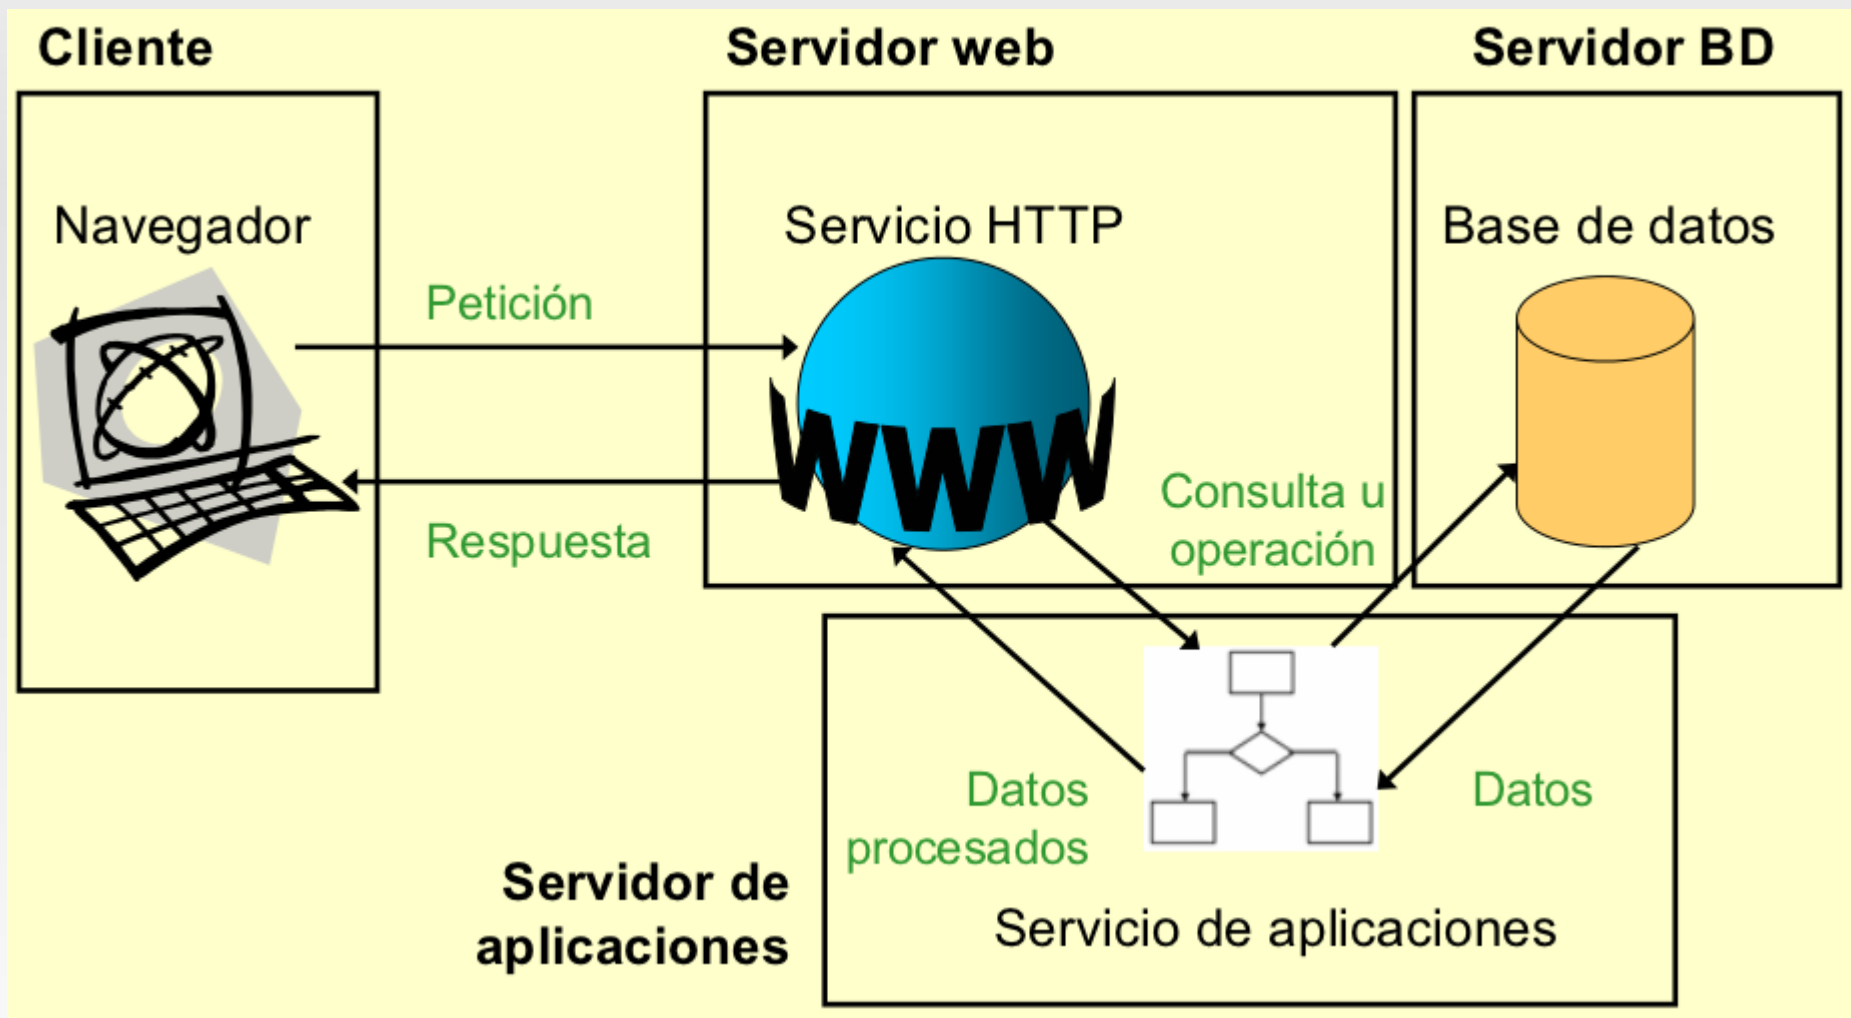 Cliente
Servidor web
Servidor BD
Navegador
Servicio HTTP
Base de datos
Petición
WWW
Respuesta
Consulta u
operación
Datos
procesados
Datos
Servidor de
aplicaciones
Servicio de aplicaciones